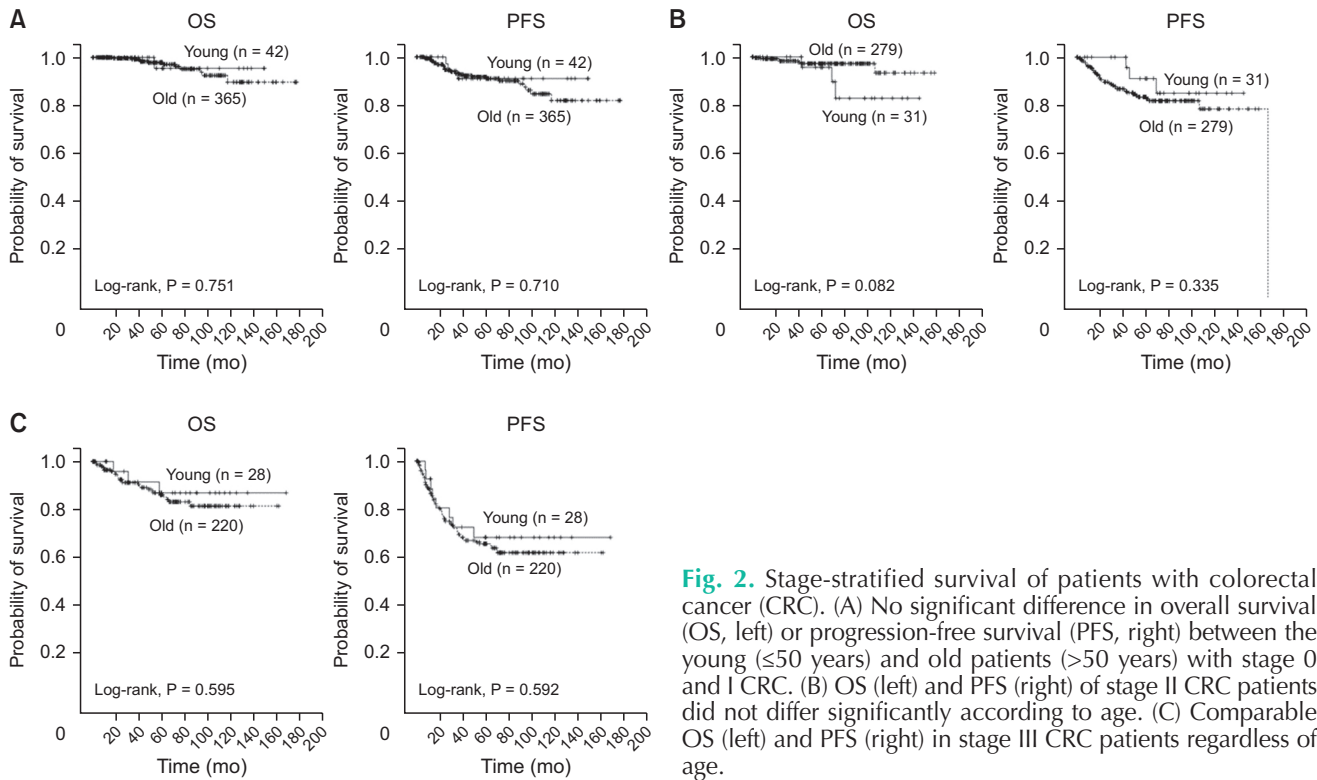 A
OS
PFS
B
OS
PFS
Probability of survival
1.0
0.8
0.6
0.4
0.2
0
Young (n = 42)
Old (n = 365)
Log-rank, P = 0.751
20 40 60 80 100 120 140 160 180 200
Time (mo)
Probability of survival
1.0
0.8
0.6
0.4
0.2
0
Young (n = 42)
Old (n = 365)
Log-rank, P = 0.710
20 40 60 80 100 120 140 160 180 200
Time (mo)
Probability of survival
1.0
0.8
0.6
0.4
0.2
0
Old (n = 279)
Young (n = 31)
Log-rank, P = 0.082
20 40 60 80 100 120 140 160 180 200
Time (mo)
Probability of survival
1.0
0.8
0.6
0.4
0.2
0
Young (n = 31)
Old (n = 279)
Log-rank, P = 0.335
20 40 60 80 100 120 140 160 180 200
Time (mo)
C
OS
PFS
Probability of survival
1.0
0.8
0.6
0.4
0.2
0
Young (n = 28)
Old (n = 220)
Log-rank, P = 0.595
20 40 60 80 100 120 140 160 180 200
Time (mo)
Probability of survival
1.0
0.8
0.6
0.4
0.2
0
Young (n = 28)
Old (n = 220)
Log-rank, P = 0.592
20 40 60 80 100 120 140 160 180 200
Time (mo)
Fig. 2. Stage-stratified survival of patients with colorectal
cancer (CRC). (A) No significant difference in overall survival
(OS, left) or progression-free survival (PFS, right) between the
young (≤50 years) and old patients (>50 years) with stage 0
and I CRC. (B) OS (left) and PFS (right) of stage II CRC patients
did not differ significantly according to age. (C) Comparable
OS (left) and PFS (right) in stage III CRC patients regardless of
age.